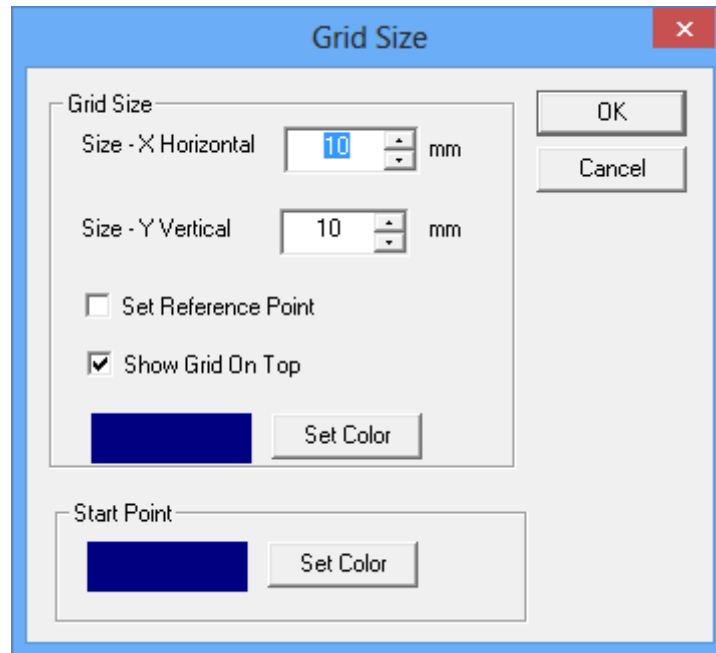 Grid Size
Grid Size
Size - X Horizontal 10 mm
OK
Cancel
Size - Y Vertical 10 mm
Set Reference Point
Show Grid On Top
Set Color
Start Point
Set Color